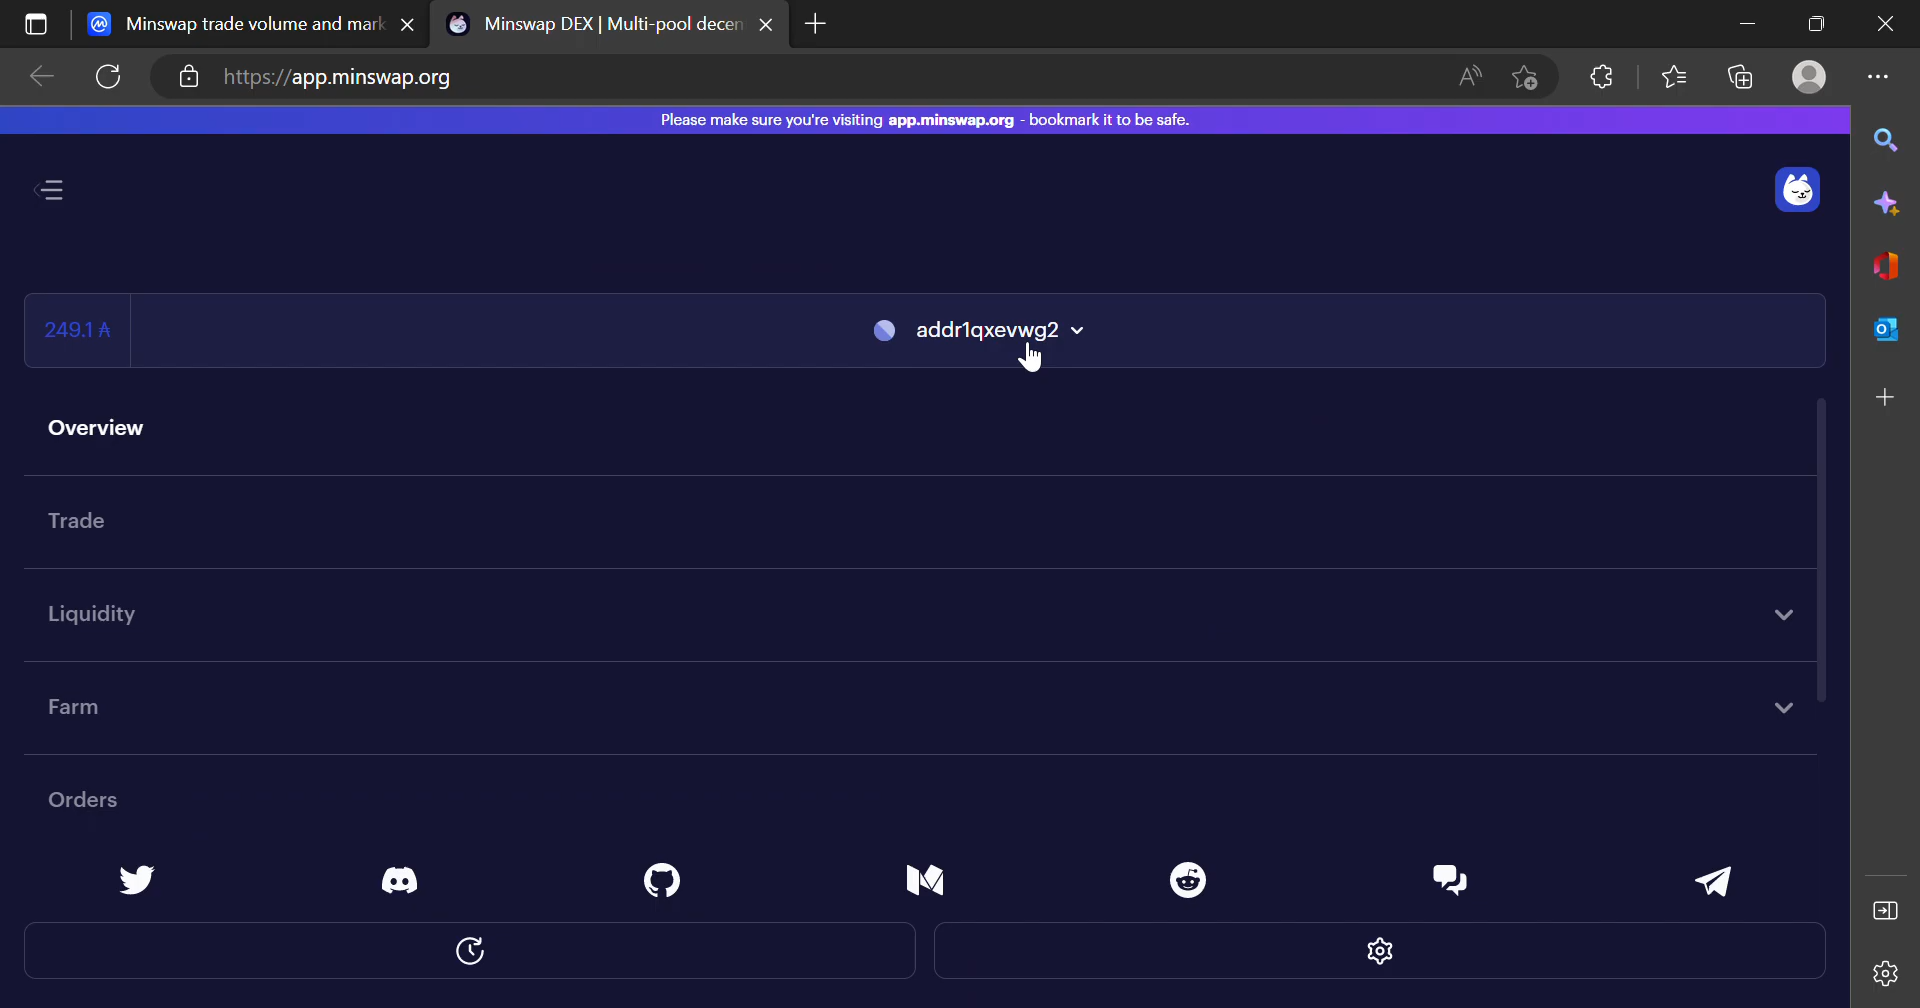 Minswap trade volume and mark
Minswap DEX | Multi-pool decen
https://app.minswap.org
Please make sure you're visiting app.minswap.org - bookmark it to be safe.
249.1 ₳
addr1qxevwg2
Overview
Trade
Liquidity
Farm
Orders